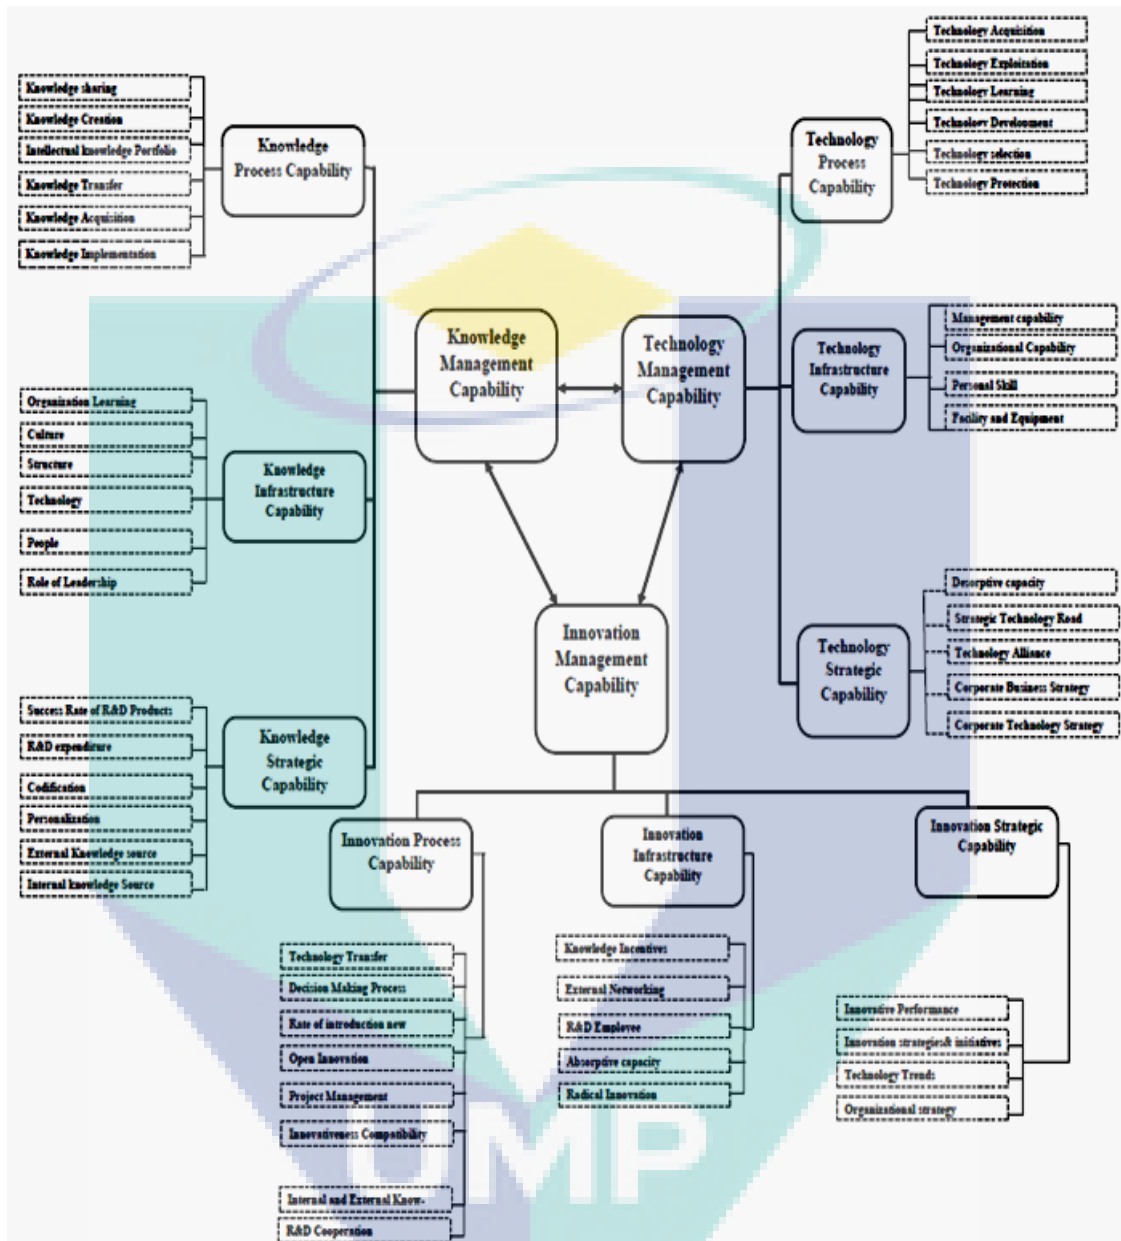 Knowledge sharing
Knowledge Creation
Intellectual knowledge Portfolio
Knowledge Transfer
Knowledge Acquisition
Knowledge Implementation
Knowledge
Process Capability
Technology
Process
Capability
Technology Acquisition
Technology Exploitation
Technology Learning
Technology Development
Technology selection
Technology Protection
Knowledge
Management
Capability
Technology
Management
Capability
Technology
Infrastructure
Capability
Management capability
Organizational Capability
Personal Skill
Facility and Equipment
Organization Learning
Culture
Structure
Technology
People
Role of Leadership
Knowledge
Infrastructure
Capability
Innovation
Management
Capability
Technology
Strategic
Capability
Desorptive capacity
Strategic Technology Road
Technology Alliance
Corporate Business Strategy
Corporate Technology Strategy
Success Rate of R&D Products
R&D expenditure
Codification
Personalization
External Knowledge source
Internal knowledge Source
Knowledge
Strategic
Capability
Innovation Process
Capability
Innovation
Infrastructure
Capability
Innovation Strategic
Capability
Technology Transfer
Decision Making Process
Rate of introduction new
Open Innovation
Project Management
Innovativeness Compatibility
Internal and External Know-
R&D Cooperation
Knowledge Incentives
External Networking
R&D Employee
Absorptive capacity
Radical Innovation
Innovative Performance
Innovation strategies& initiatives
Technology Trends
Organizational strategy
UMP